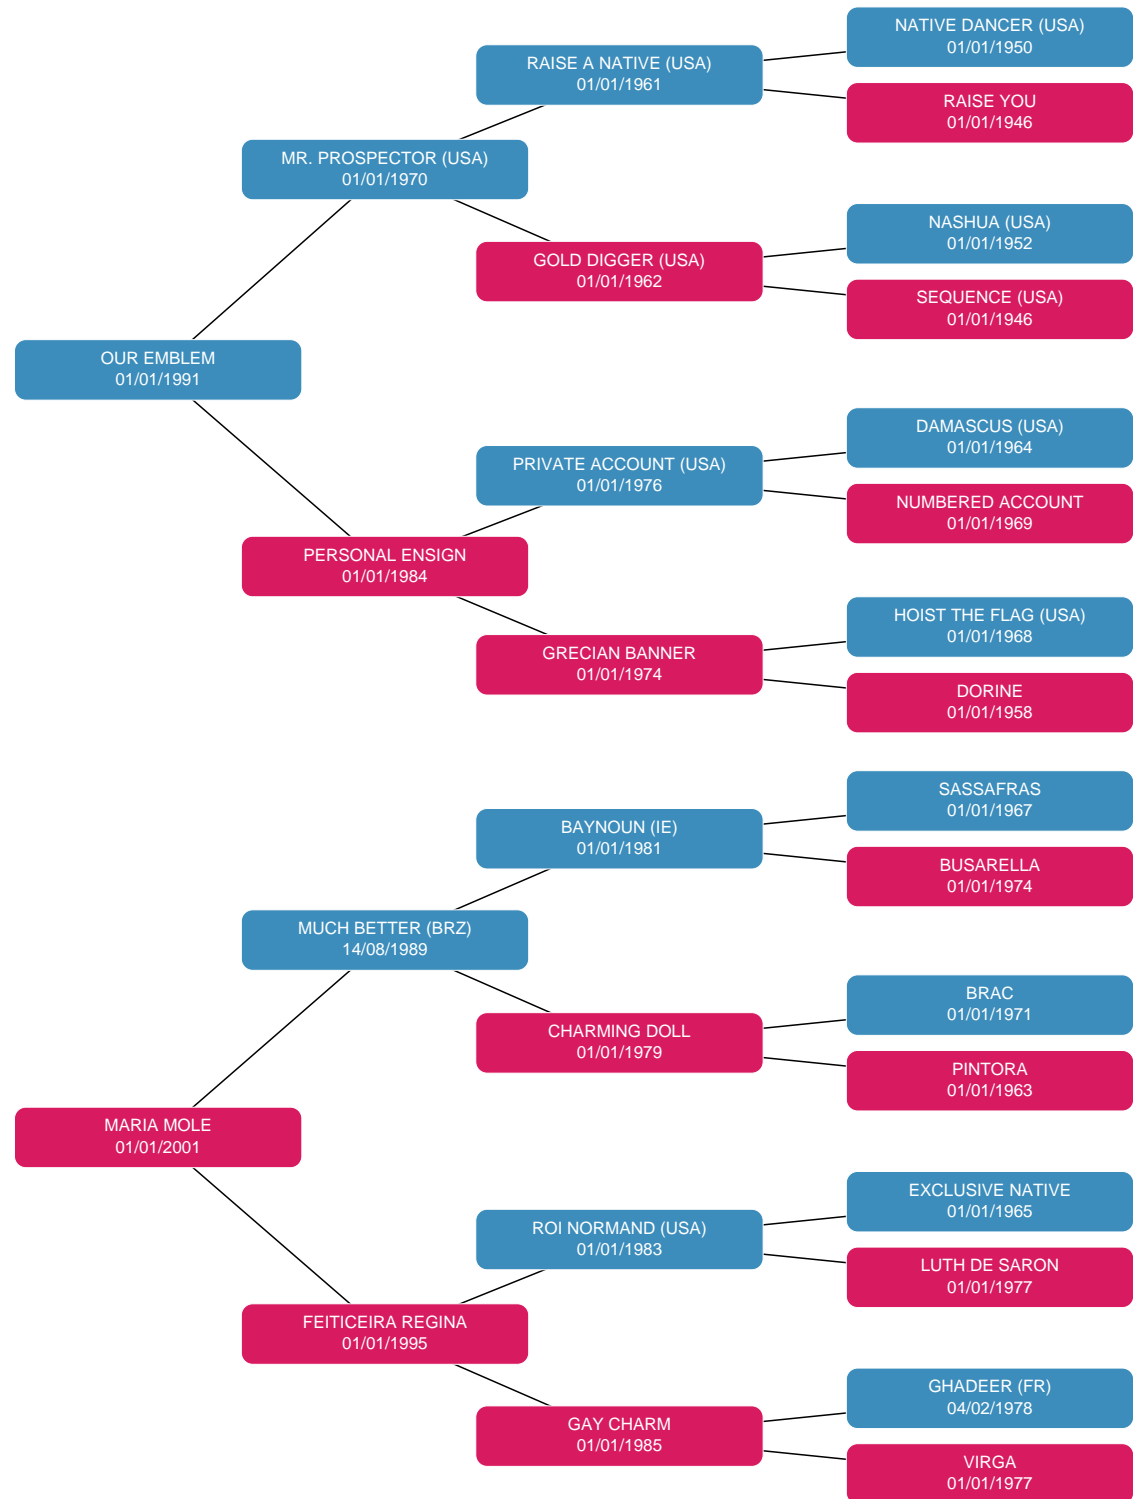 NATIVE DANCER (USA)
01/01/1950
RAISE A NATIVE (USA)
01/01/1961
RAISE YOU
01/01/1946
MR. PROSPECTOR (USA)
01/01/1970
NASHUA (USA)
01/01/1952
GOLD DIGGER (USA)
01/01/1962
SEQUENCE (USA)
01/01/1946
OUR EMBLEM
01/01/1991
DAMASCUS (USA)
01/01/1964
PRIVATE ACCOUNT (USA)
01/01/1976
NUMBERED ACCOUNT
01/01/1969
PERSONAL ENSIGN
01/01/1984
HOIST THE FLAG (USA)
01/01/1968
GRECIAN BANNER
01/01/1974
DORINE
01/01/1958
SASSAFRAS
01/01/1967
BAYNOUN (IE)
01/01/1981
BUSARELLA
01/01/1974
MUCH BETTER (BRZ)
14/08/1989
BRAC
01/01/1971
CHARMING DOLL
01/01/1979
PINTORA
01/01/1963
MARIA MOLE
01/01/2001
EXCLUSIVE NATIVE
01/01/1965
ROI NORMAND (USA)
01/01/1983
LUTH DE SARON
01/01/1977
FEITICEIRA REGINA
01/01/1995
GHADEER (FR)
04/02/1978
GAY CHARM
01/01/1985
VIRGA
01/01/1977